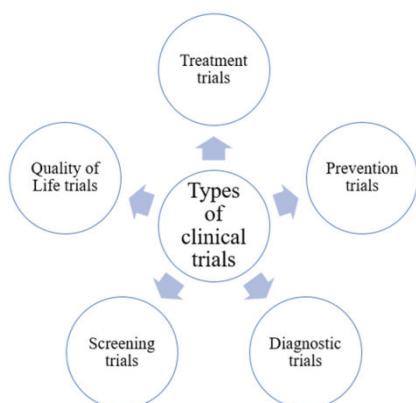 Treatment
trials
Quality of
Life trials
Prevention
trials
Types
of
clinical
trials
Screening
trials
Diagnostic
trials